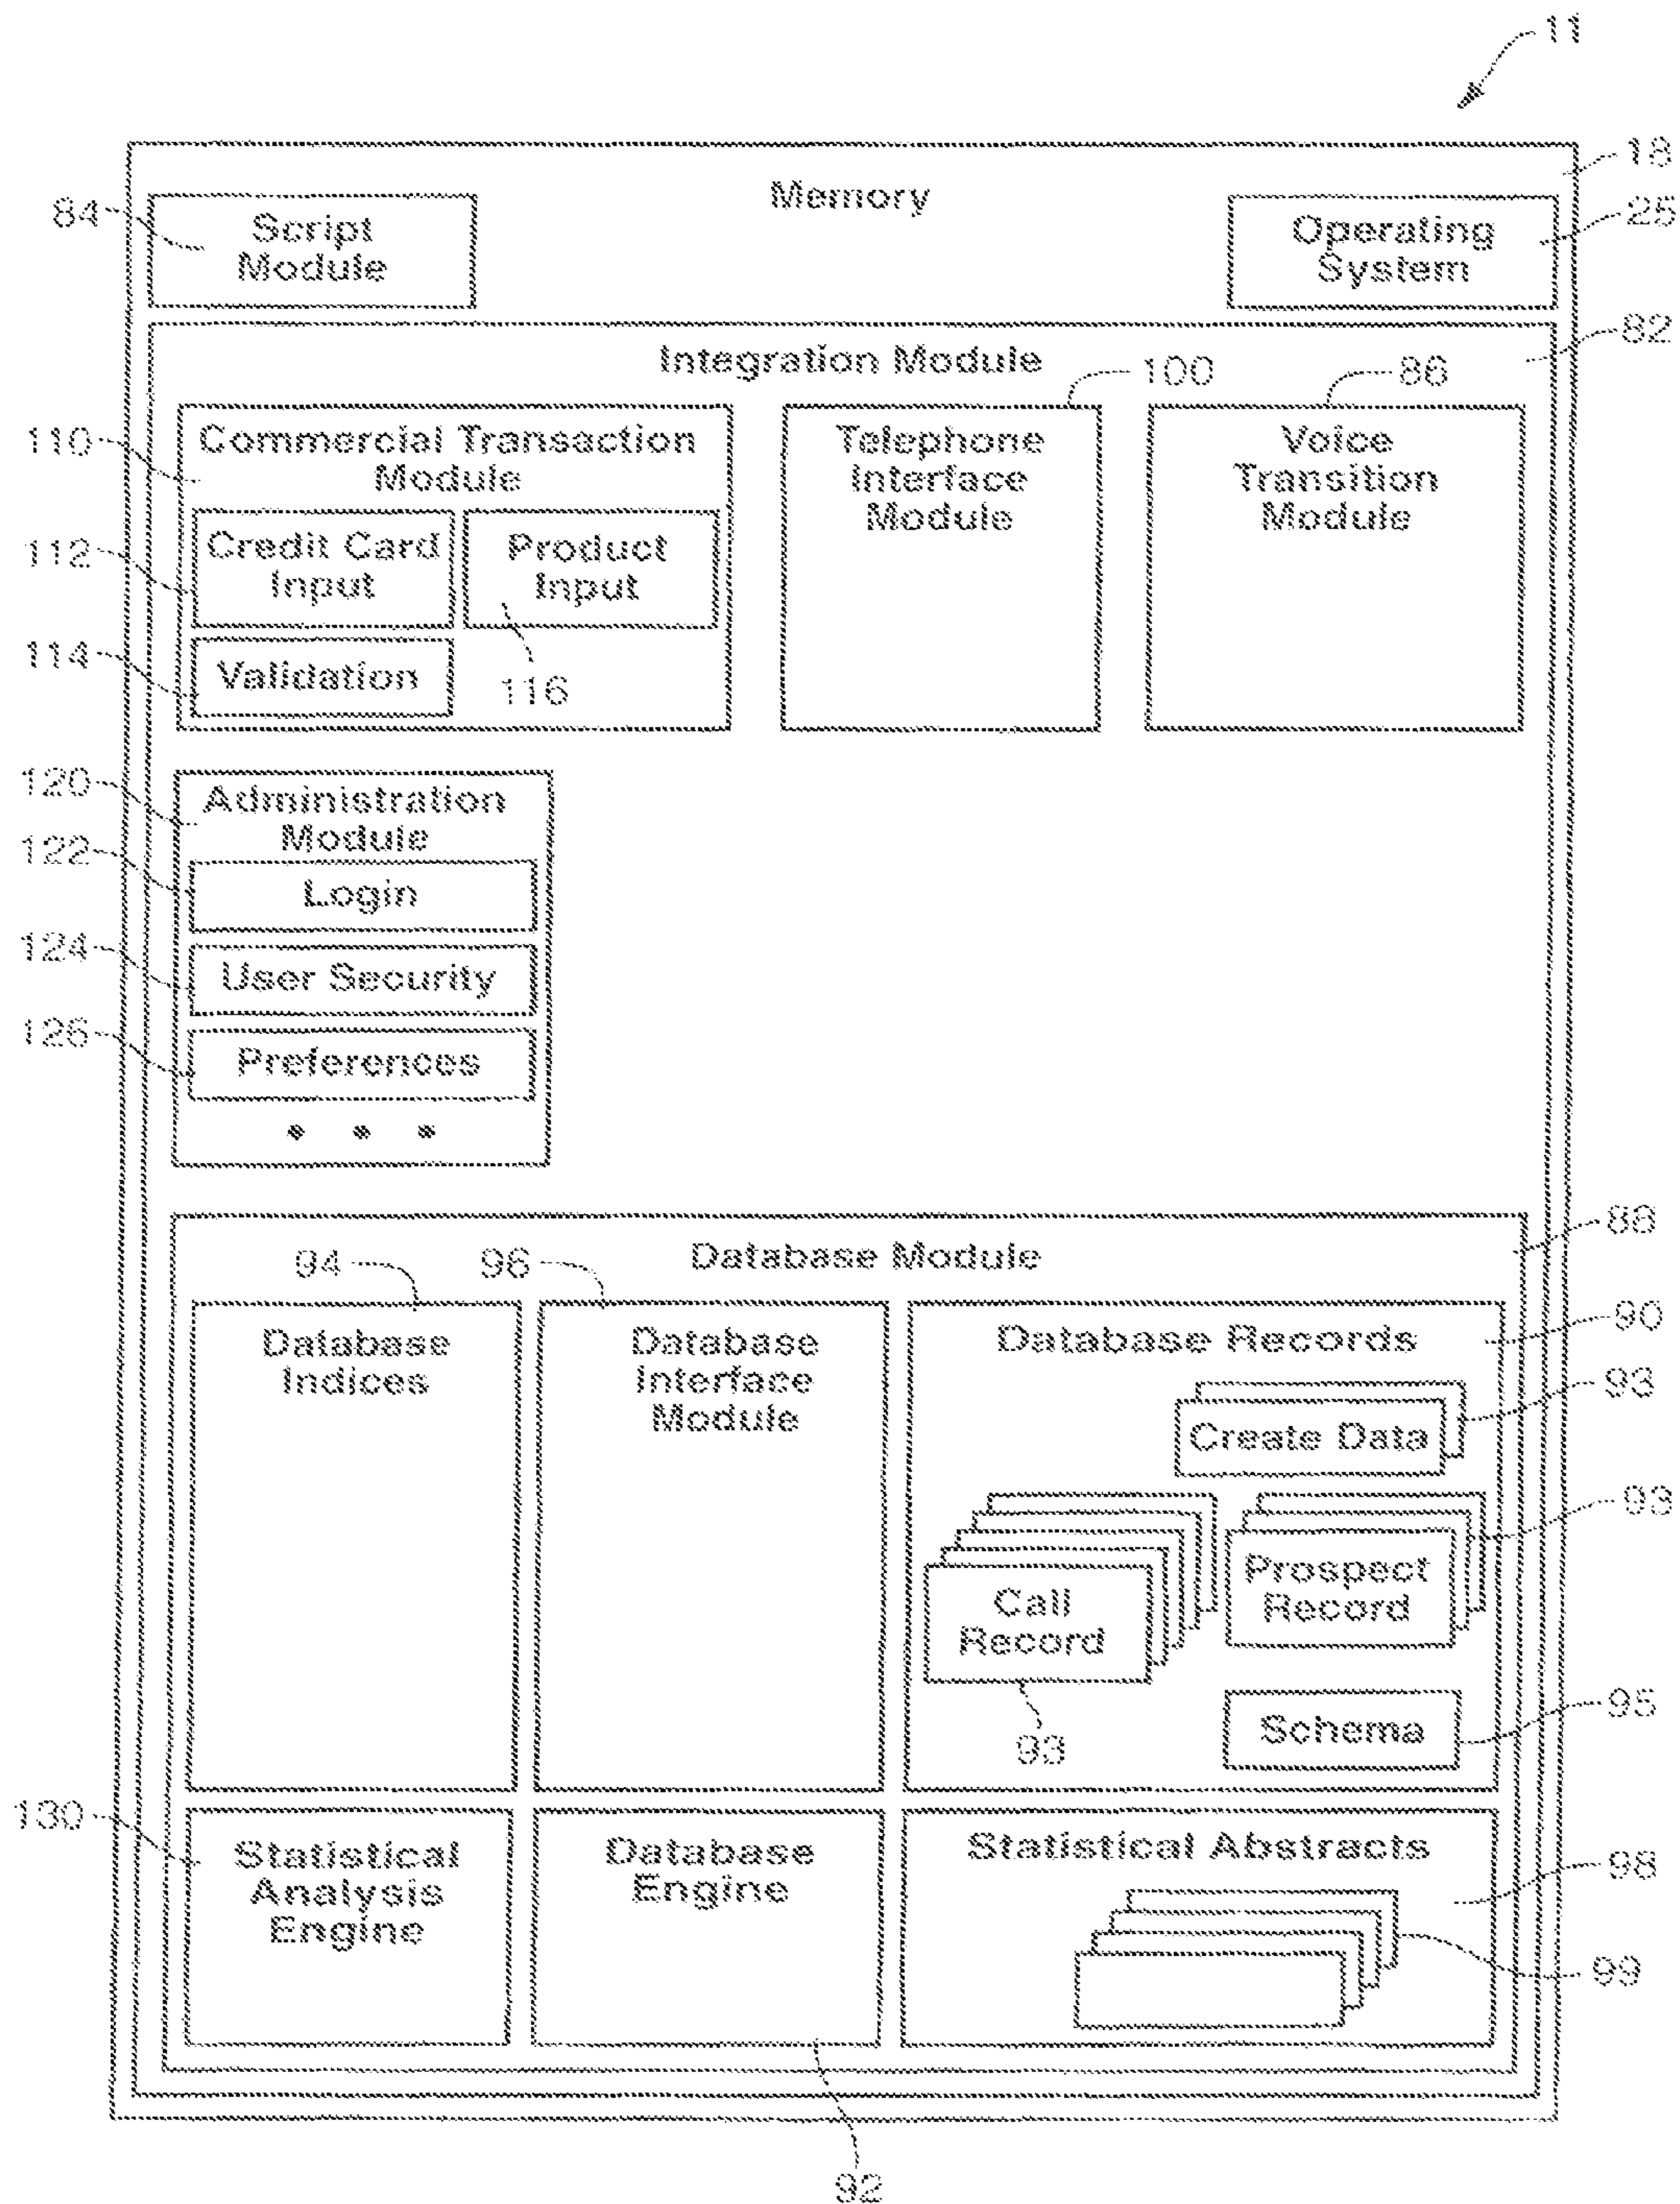 11
18
Memory
84
Script
Module
Operating
System
25
82
Integration Module
100
86
110
Commercial Transaction
Module
Telephone
Interface
Module
Voice
Transition
Module
112
Credit Card
Input
Product
Input
114
Validation
116
120
Administration
Module
122
Login
124
User Security
126
Preferences
88
Database Module
94
96
90
Database
Indices
Database
Interface
Module
Database Records
93
Create Data
93
Prospect
Record
Call
Record
93
95
Schema
130
Statistical
Analysis
Engine
Database
Engine
Statistical Abstracts
98
99
92